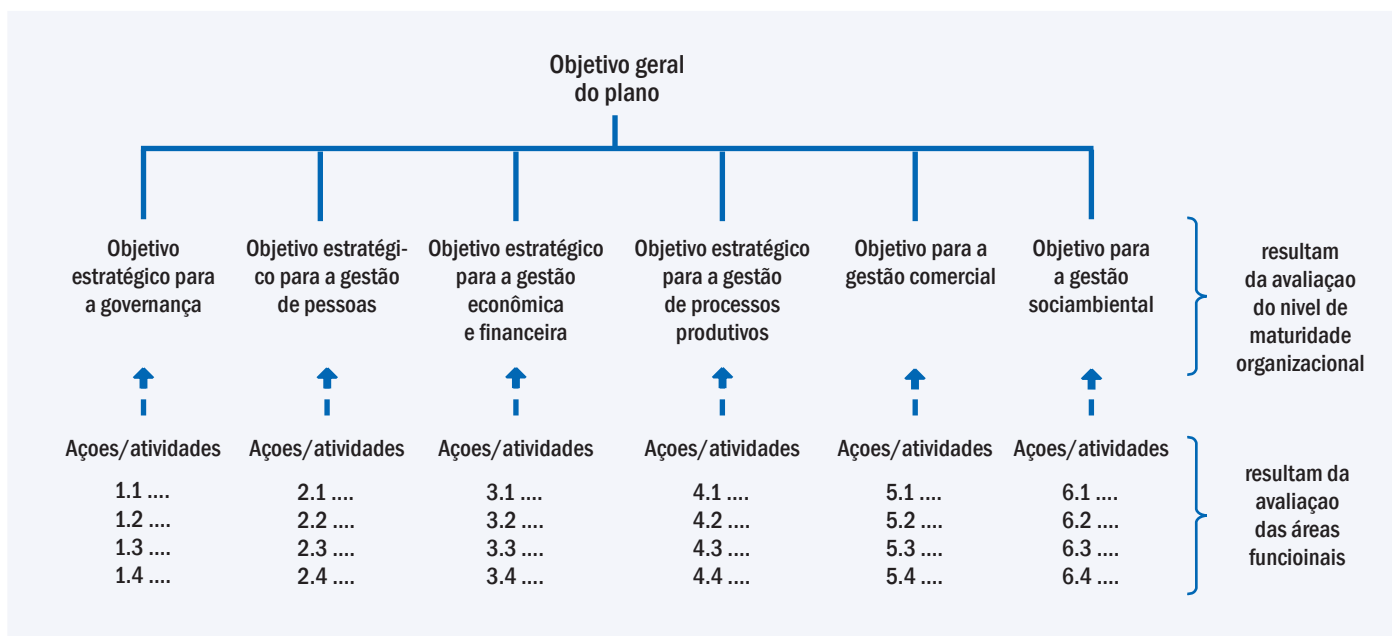 Objetivo geral
do plano
Objetivo
estratégico para
a governança
Objetivo estratégi-
co para a gestão
de pessoas
Objetivo estratégico
para a gestão
econômica
e financeira
Objetivo estratégico
para a gestão
de processos
produtivos
Objetivo para a
gestão comercial
Objetivo para
a gestão
sociambiental
resultam
da avaliaçao
do nivel de
maturidade
organizacional
Açoes/atividades
1.1 ....
1.2 ....
1.3 ....
1.4 ....
Açoes/atividades
2.1 ....
2.2 ....
2.3 ....
2.4 ....
Açoes/atividades
3.1 ....
3.2 ....
3.3 ....
3.4 ....
Açoes/atividades
4.1 ....
4.2 ....
4.3 ....
4.4 ....
Açoes/atividades
5.1 ....
5.2 ....
5.3 ....
5.4 ....
Açoes/atividades
6.1 ....
6.2 ....
6.3 ....
6.4 ....
resultam da
avaliaçao
das áreas
funcioinais